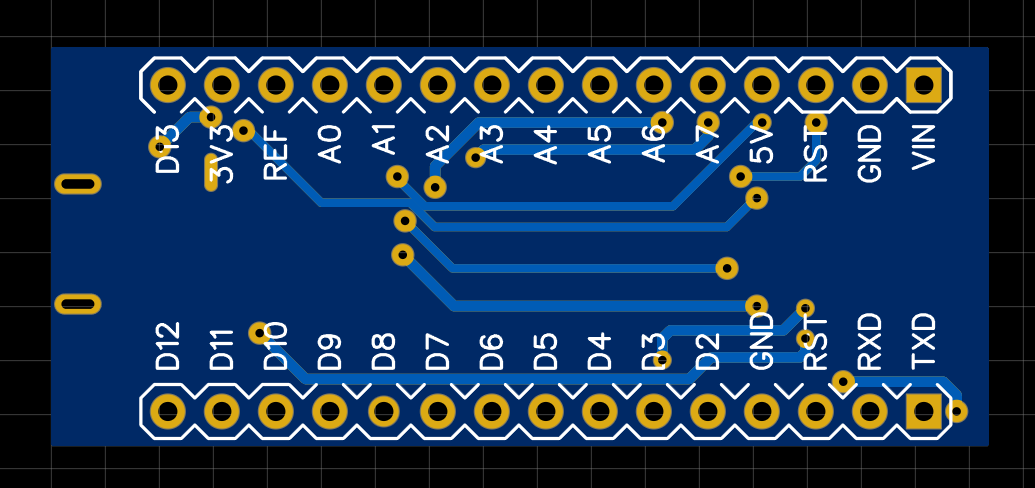 D13 3V3 REF A0 A1 A2 A3 A4 A5 A6 A7 5V RST GND VIN
D12 D11 D10 D9 D8 D7 D6 D5 D4 D3 D2 GND RST RXD TXD